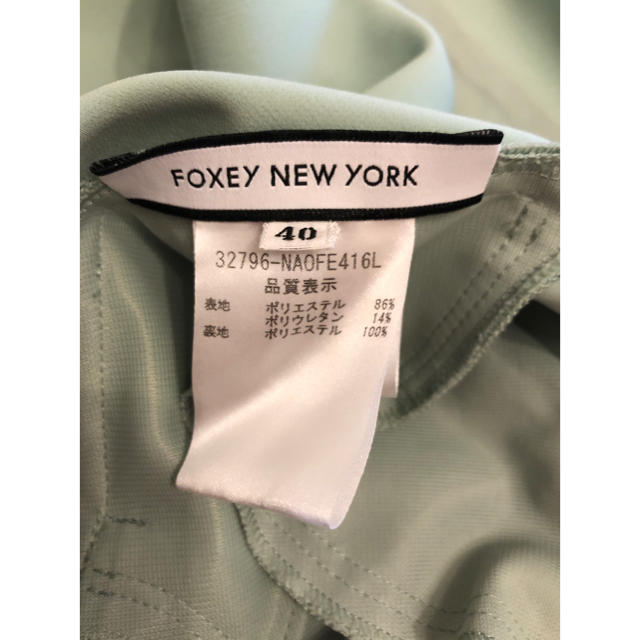 FOXEY NEW YORK
40
32796-NAOFE416L
品質表示
表地 ポリエステル 86%
ポリウレタン 14%
裏地 ポリエステル 100%